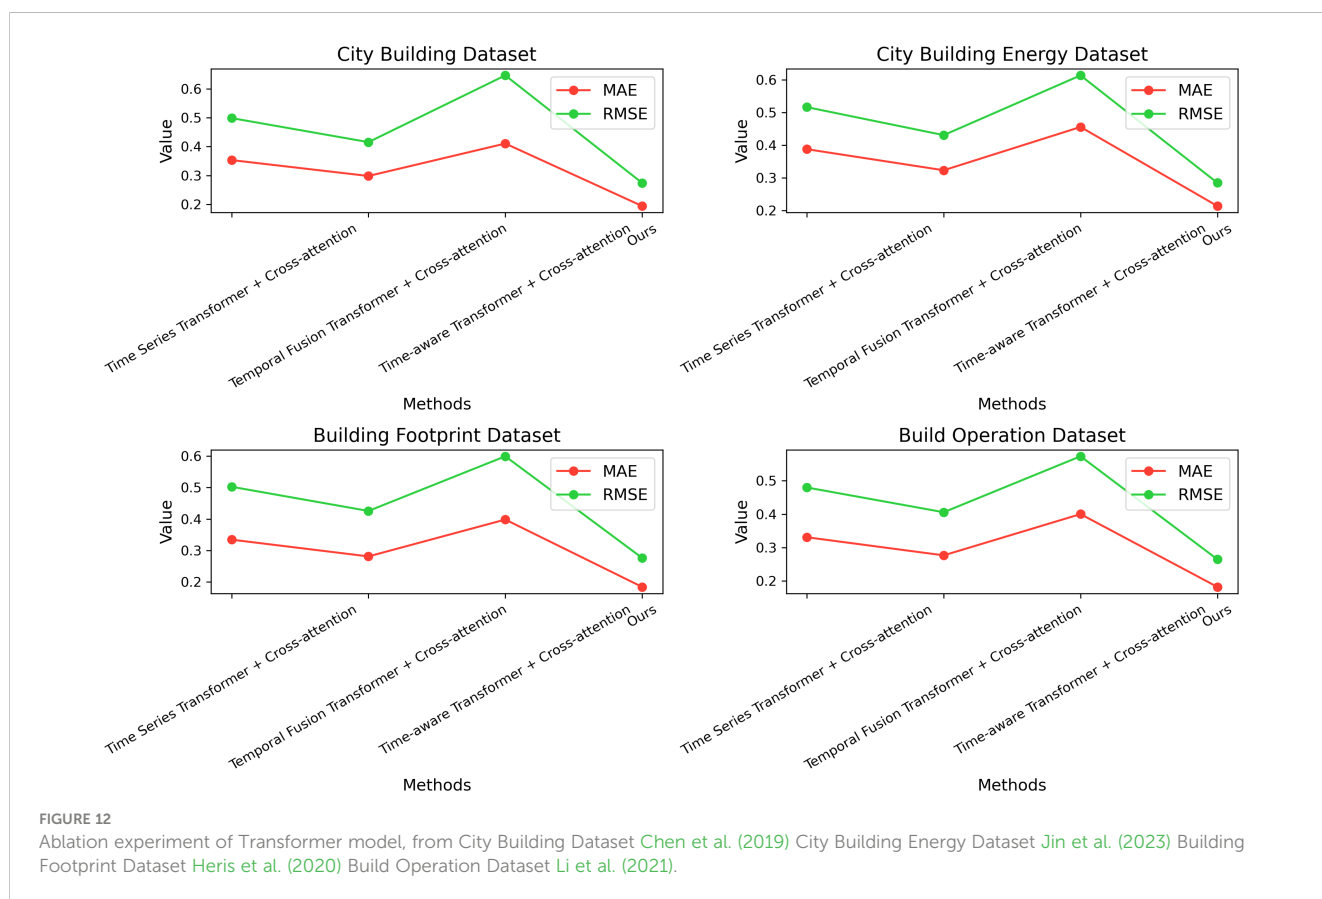 City Building Dataset
Value
0.6
0.5
0.4
0.3
0.2
MAE
RMSE
Time Series Transformer + Cross-attention
Temporal Fusion Transformer + Cross-attention
Time-aware Transformer + Cross-attention
Ours
Methods
City Building Energy Dataset
Value
0.6
0.5
0.4
0.3
0.2
MAE
RMSE
Time Series Transformer + Cross-attention
Temporal Fusion Transformer + Cross-attention
Time-aware Transformer + Cross-attention
Ours
Methods
Building Footprint Dataset
Value
0.6
0.5
0.4
0.3
0.2
MAE
RMSE
Time Series Transformer + Cross-attention
Temporal Fusion Transformer + Cross-attention
Time-aware Transformer + Cross-attention
Ours
Methods
Build Operation Dataset
Value
0.5
0.4
0.3
0.2
MAE
RMSE
Time Series Transformer + Cross-attention
Temporal Fusion Transformer + Cross-attention
Time-aware Transformer + Cross-attention
Ours
Methods
FIGURE 12
Ablation experiment of Transformer model, from City Building Dataset Chen et al. (2019) City Building Energy Dataset Jin et al. (2023) Building
Footprint Dataset Heris et al. (2020) Build Operation Dataset Li et al. (2021).